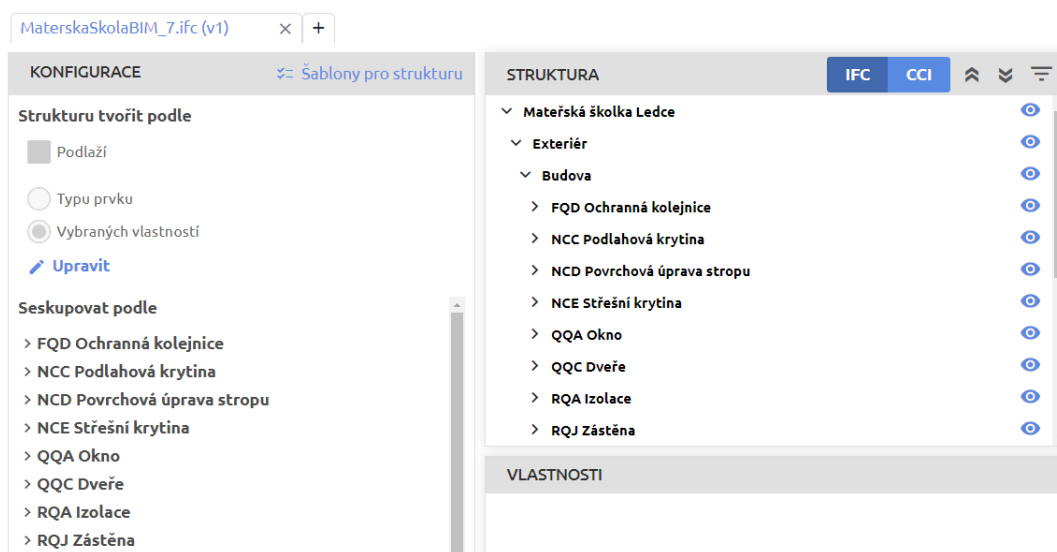 MaterskaSkolaBIM_7.ifc (v1)
KONFIGURACE
Šablony pro strukturu
Strukturu tvořit podle
Podlaží
Typu prvku
Vybraných vlastností
Upravit
Seskupovat podle
FQD Ochranná kolejnice
NCC Podlahová krytina
NCD Povrchová úprava stropu
NCE Střešní krytina
QQA Okno
QQC Dveře
RQA Izolace
RQJ Zástěna
STRUKTURA
IFC
CCI
Mateřská školka Ledce
Exteriér
Budova
FQD Ochranná kolejnice
NCC Podlahová krytina
NCD Povrchová úprava stropu
NCE Střešní krytina
QQA Okno
QQC Dveře
RQA Izolace
RQJ Zástěna
VLASTNOSTI